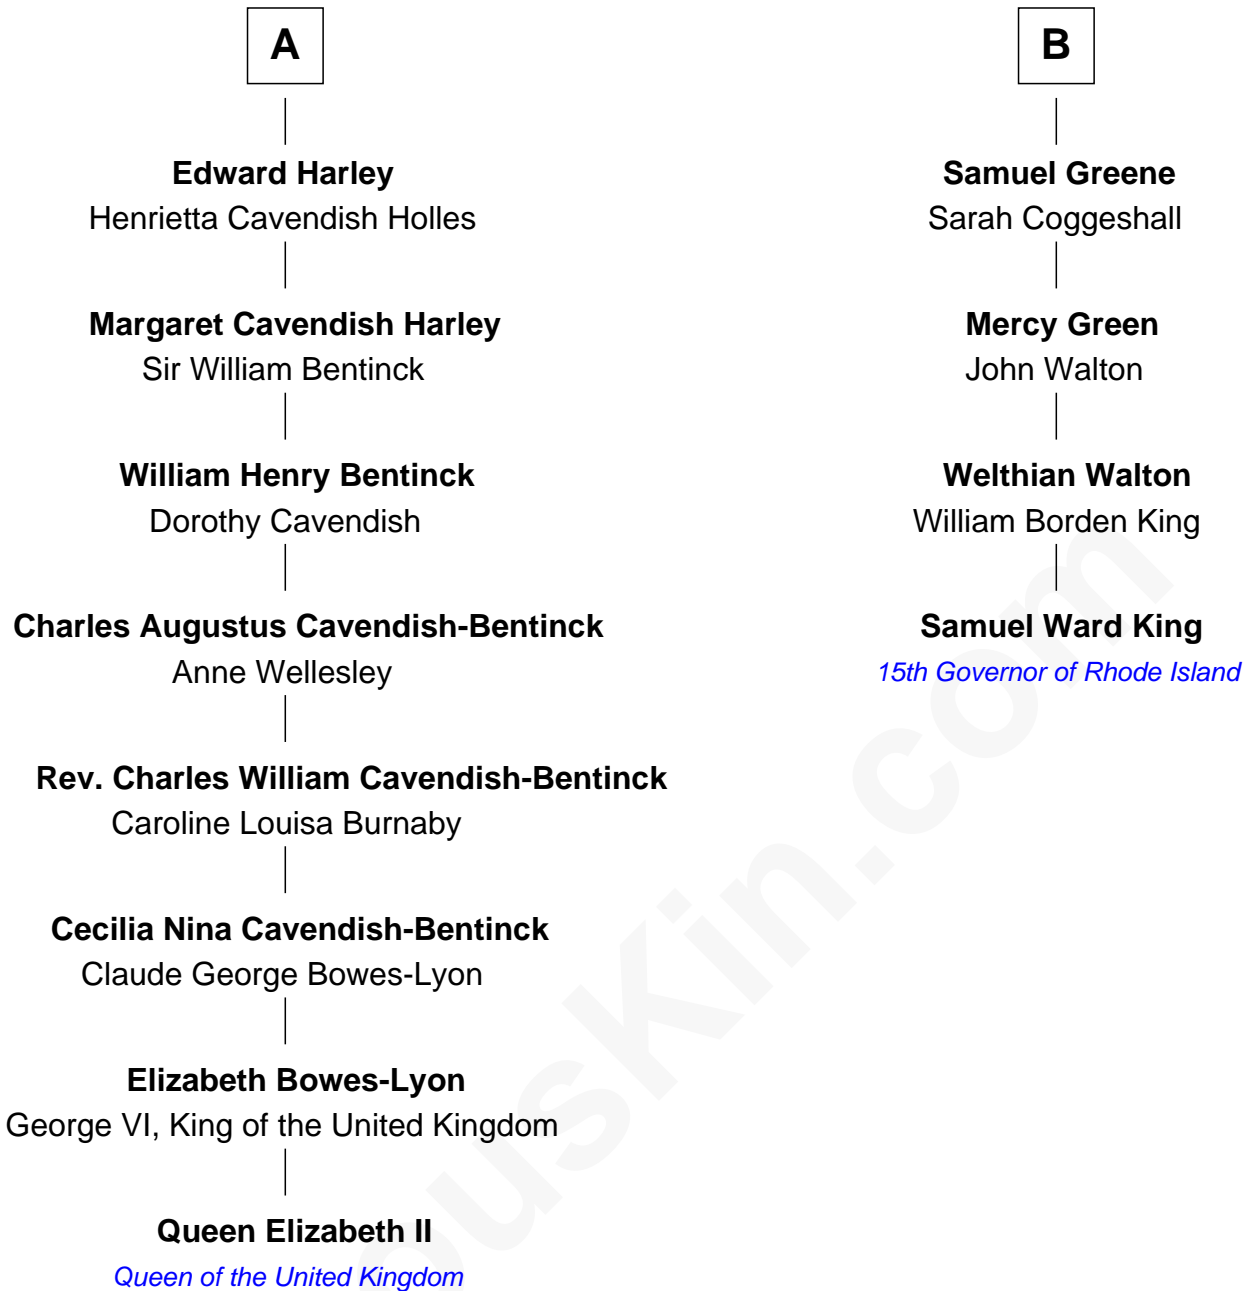 A
Edward Harley
Henrietta Cavendish Holles
Margaret Cavendish Harley
Sir William Bentinck
William Henry Bentinck
Dorothy Cavendish
Charles Augustus Cavendish-Bentinck
Anne Wellesley
Rev. Charles William Cavendish-Bentinck
Caroline Louisa Burnaby
Cecilia Nina Cavendish-Bentinck
Claude George Bowes-Lyon
Elizabeth Bowes-Lyon
George VI, King of the United Kingdom
Queen Elizabeth II
Queen of the United Kingdom
B
Samuel Greene
Sarah Coggeshall
Mercy Green
John Walton
Welthian Walton
William Borden King
Samuel Ward King
15th Governor of Rhode Island
ousKin.com